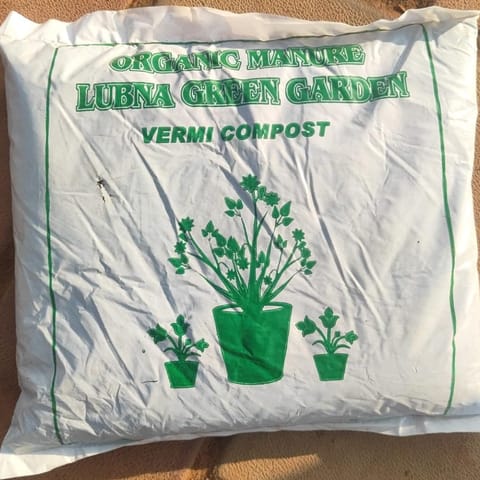 ORGANIC MANURE
LUBNA GREEN GARDEN
VERMI COMPOST